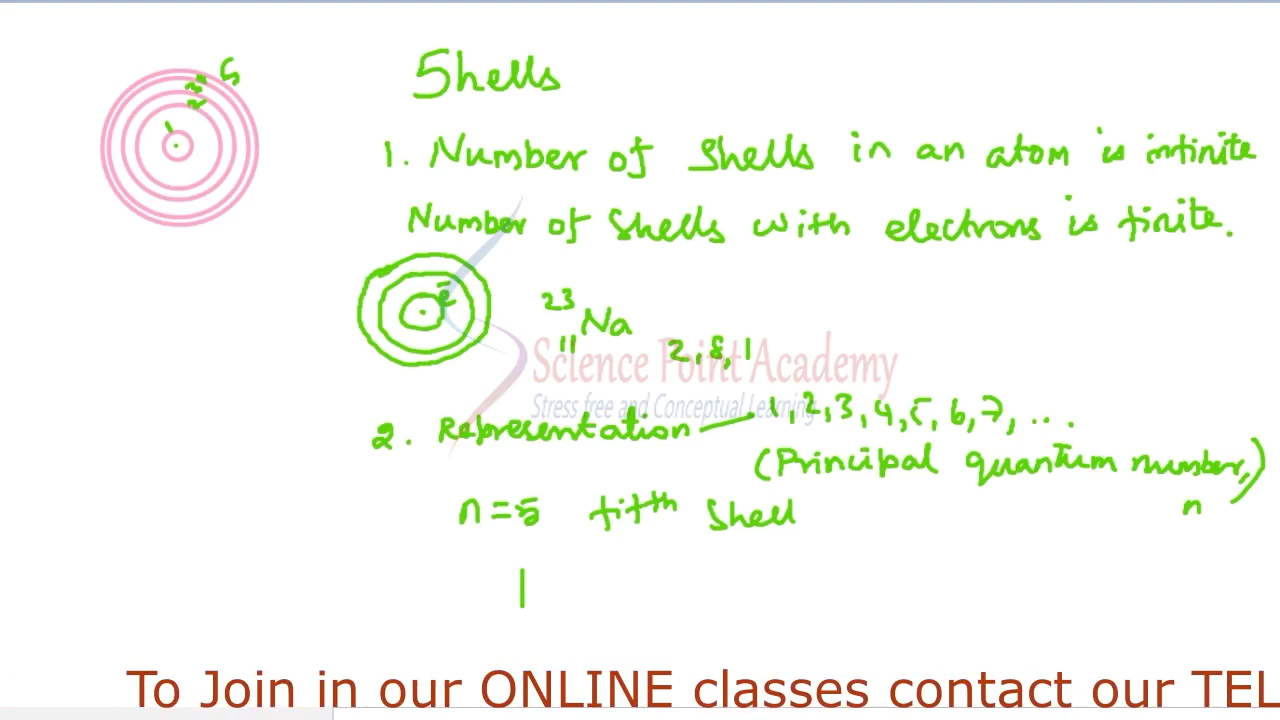 Shells
1. Number of shells in an atom is infinite
Number of shells with electrons is finite.
ē
23
11 Na 2, 8, 1
Science Point Academy
Stress free and Conceptual Learning
2. Representation — 1, 2, 3, 4, 5, 6, 7, ...
(Principal quantum number, n)
n = 5 fifth shell
To Join in our ONLINE classes contact our TEL